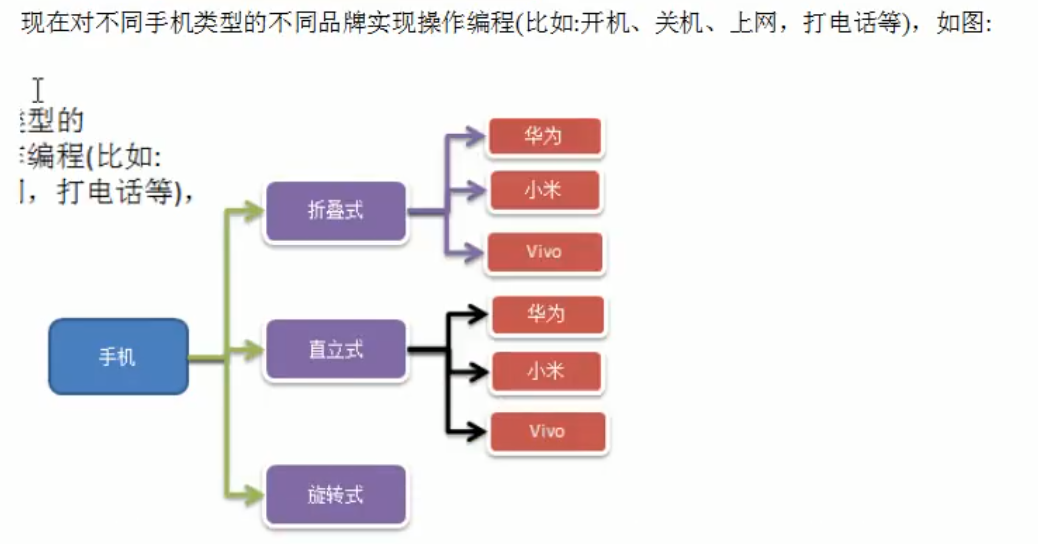 现在对不同手机类型的不同品牌实现操作编程(比如:开机、关机、上网，打电话等)，如图:
类型的
编程(比如:
，打电话等)，
华为
小米
折叠式
Vivo
华为
直立式
手机
小米
Vivo
旋转式